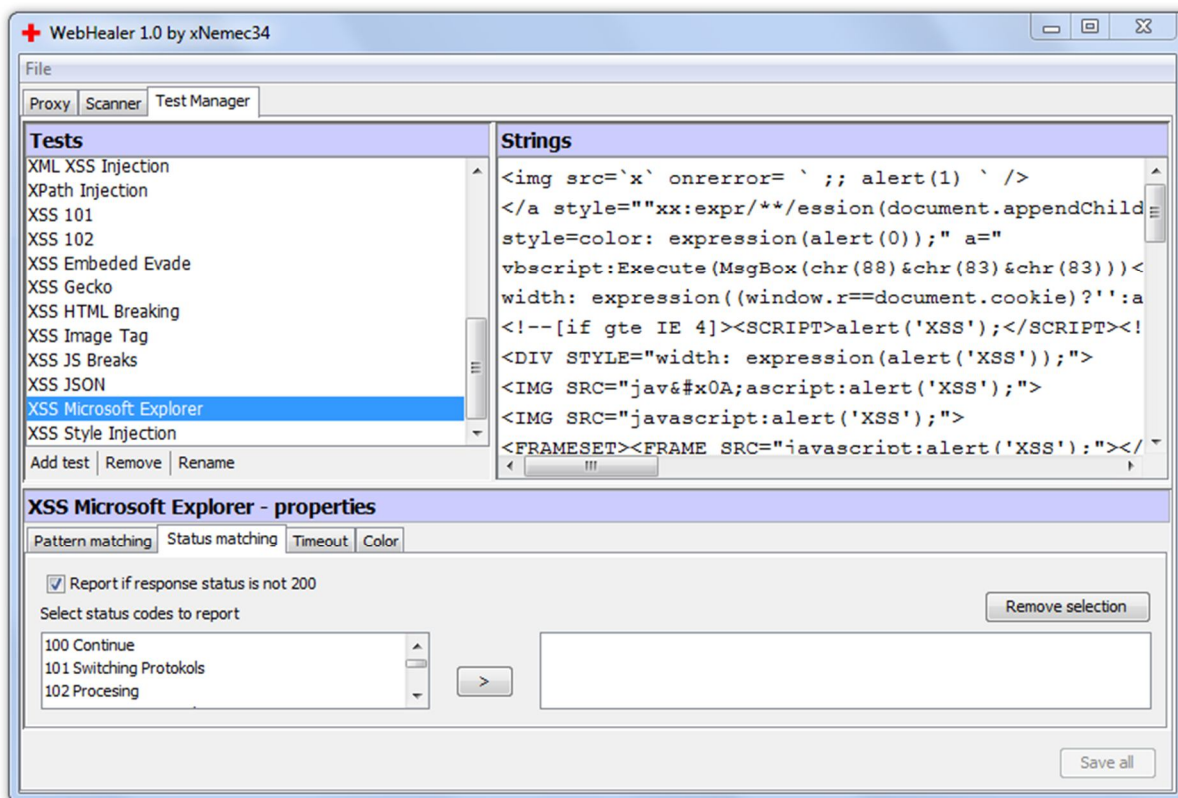 WebHealer 1.0 by xNemec34
File
Proxy Scanner Test Manager
Tests
XML XSS Injection
XPath Injection
XSS 101
XSS 102
XSS Embeded Evade
XSS Gecko
XSS HTML Breaking
XSS Image Tag
XSS JS Breaks
XSS JSON
XSS Microsoft Explorer
XSS Style Injection
Add test Remove Rename
Strings
<img src=`x` onrerror= ` ;; alert(1) ` />
</a style=""xx:expr/**/ession(document.appendChild
style=color: expression(alert(0));" a="
vbscript:Execute(MsgBox(chr(88)&chr(83)&chr(83)))<
width: expression((window.r==document.cookie)?'':a
<!--[if gte IE 4]><SCRIPT>alert('XSS');</SCRIPT><!
<DIV STYLE="width: expression(alert('XSS'));">
<IMG SRC="jav&#x0A;ascript:alert('XSS');">
<IMG SRC="javascript:alert('XSS');">
<FRAMESET><FRAME SRC="javascript:alert('XSS');"></
XSS Microsoft Explorer - properties
Pattern matching Status matching Timeout Color
Report if response status is not 200
Select status codes to report
Remove selection
100 Continue
101 Switching Protokols
102 Procesing
>
Save all